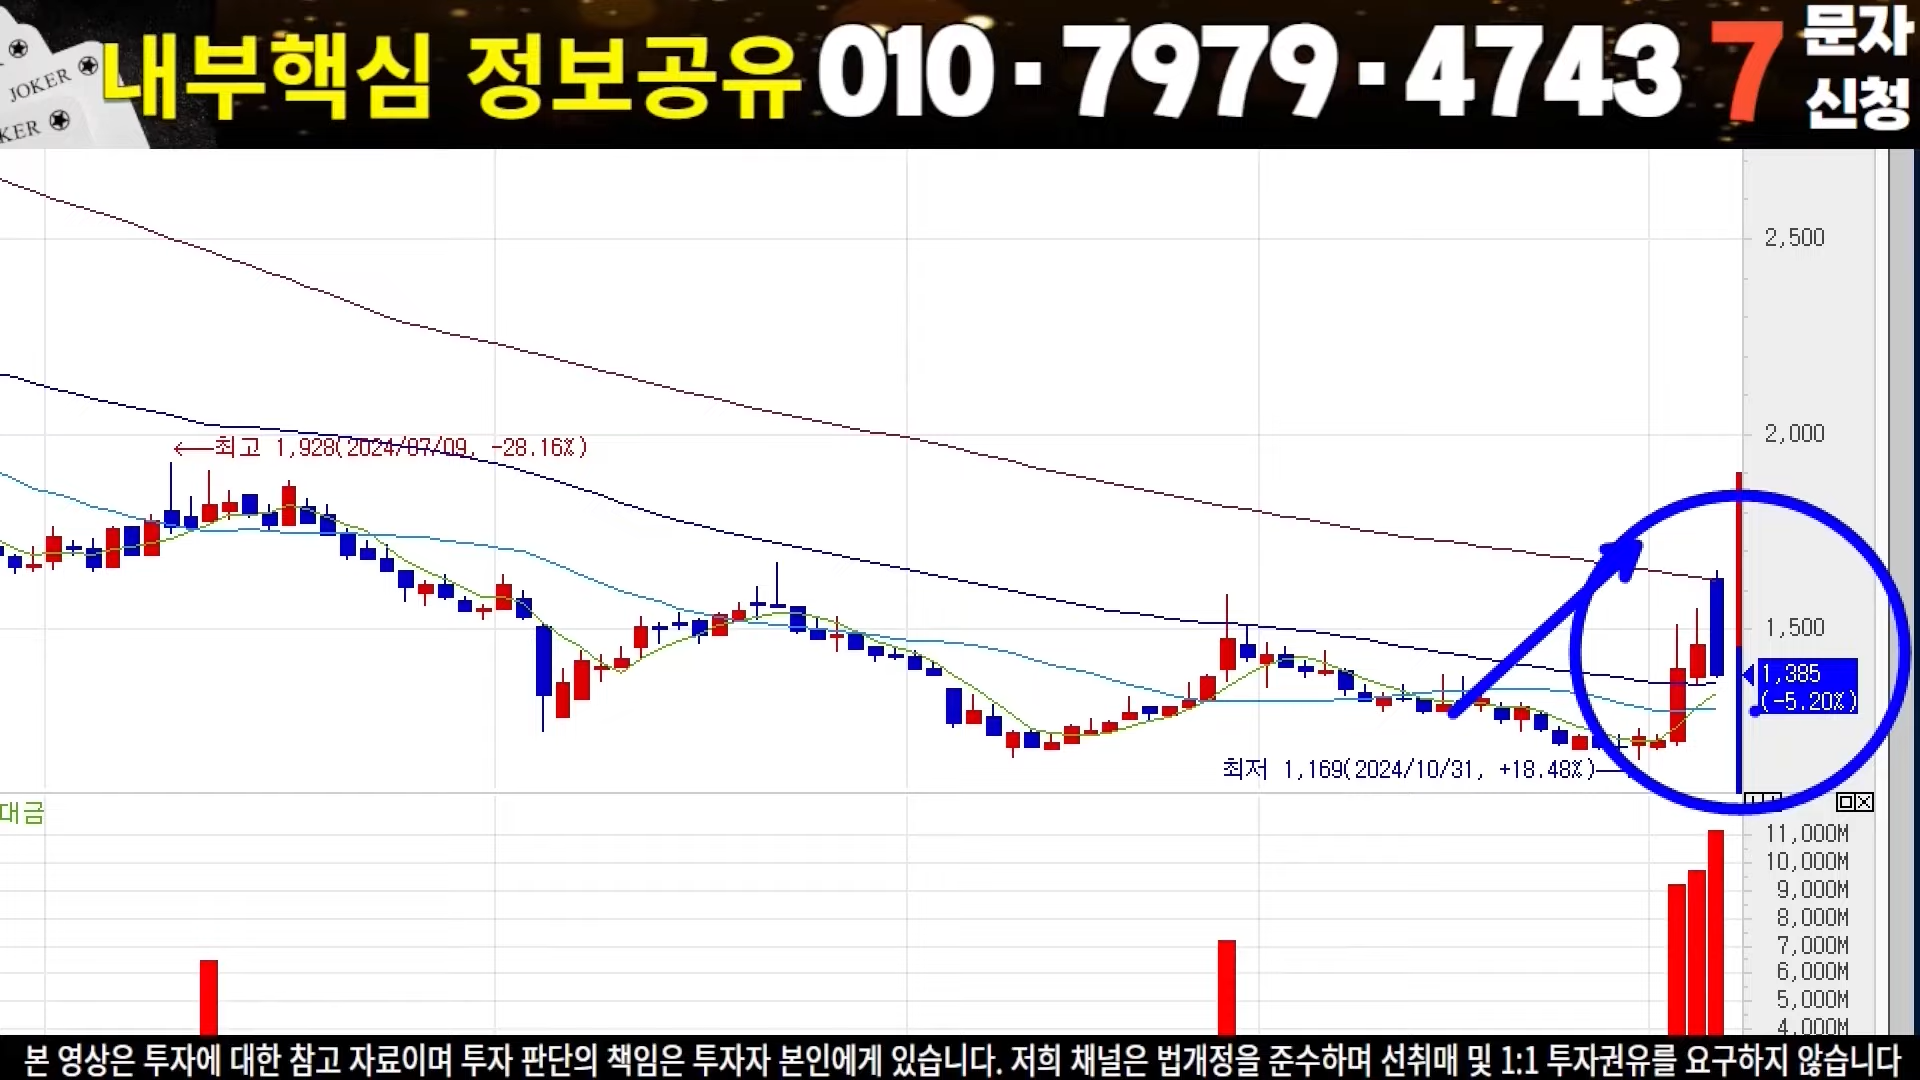 JOKER
KER
내부핵심 정보공유 010·7979·4743 7 문자
신청
2,500
←최고 1,928(2024/07/09, -28.16%)
2,000
1,500
1,385
(-5.20%)
최저 1,169(2024/10/31, +18.48%)
대금
11,000M
10,000M
9,000M
8,000M
7,000M
6,000M
5,000M
4,000M
본 영상은 투자에 대한 참고 자료이며 투자 판단의 책임은 투자자 본인에게 있습니다. 저희 채널은 법개정을 준수하며 선취매 및 1:1 투자권유를 요구하지 않습니다